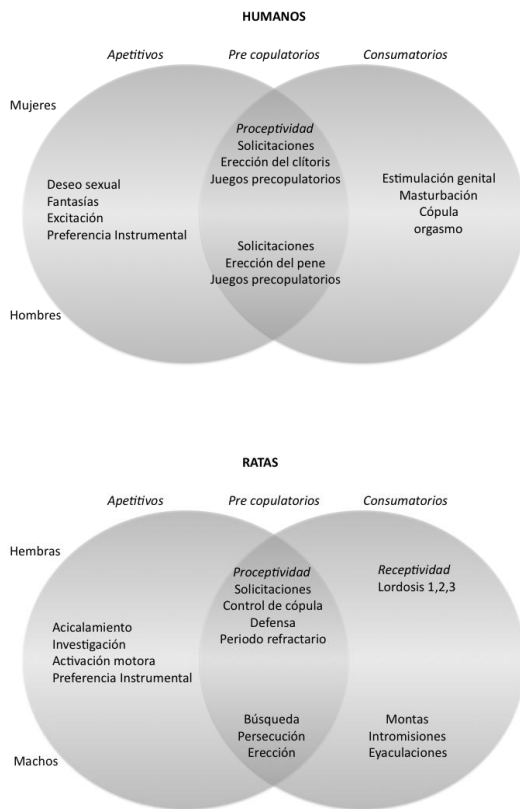 HUMANOS
Apetitivos
Pre copulatorios
Consumatorios
Mujeres
Proceptividad
Solicitaciones
Erección del clítoris
Juegos precopulatorios
Deseo sexual
Fantasías
Excitación
Preferencia Instrumental
Estimulación genital
Masturbación
Cópula
orgasmo
Solicitaciones
Erección del pene
Juegos precopulatorios
Hombres
RATAS
Apetitivos
Pre copulatorios
Consumatorios
Hembras
Proceptividad
Solicitaciones
Control de cópula
Defensa
Periodo refractario
Receptividad
Lordosis 1,2,3
Acicalamiento
Investigación
Activación motora
Preferencia Instrumental
Búsqueda
Persecución
Erección
Montas
Intromisiones
Eyaculaciones
Machos